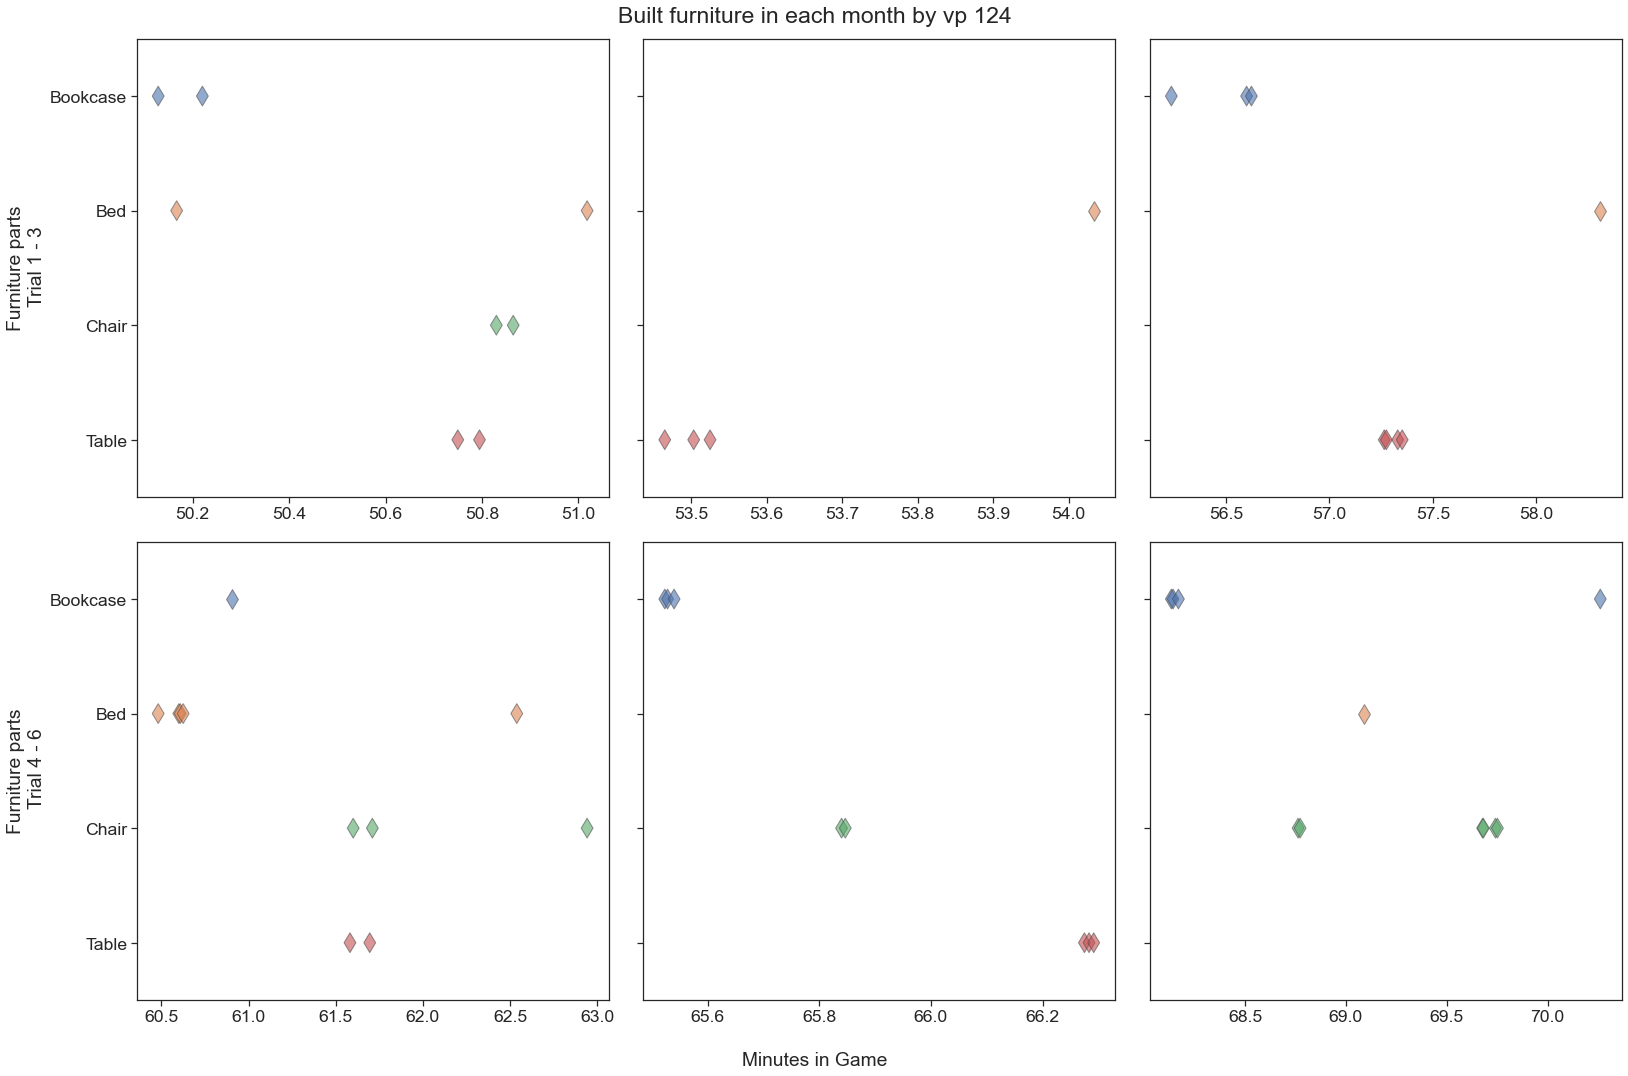 Built furniture in each month by vp 124
Furniture parts
Trial 1 - 3
Bookcase
Bed
Chair
Table
50.2 50.4 50.6 50.8 51.0
53.5 53.6 53.7 53.8 53.9 54.0
56.5 57.0 57.5 58.0
Furniture parts
Trial 4 - 6
Bookcase
Bed
Chair
Table
60.5 61.0 61.5 62.0 62.5 63.0
65.6 65.8 66.0 66.2
68.5 69.0 69.5 70.0
Minutes in Game